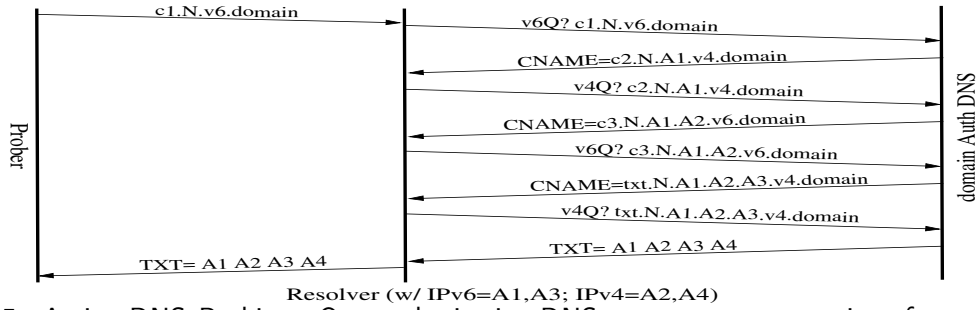 c1.N.v6.domain
v6Q? c1.N.v6.domain
CNAME=c2.N.A1.v4.domain
v4Q? c2.N.A1.v4.domain
CNAME=c3.N.A1.A2.v6.domain
v6Q? c3.N.A1.A2.v6.domain
CNAME=txt.N.A1.A2.A3.v4.domain
v4Q? txt.N.A1.A2.A3.v4.domain
TXT= A1 A2 A3 A4
TXT= A1 A2 A3 A4
Prober
domain Auth DNS
Resolver (w/ IPv6=A1,A3; IPv4=A2,A4)